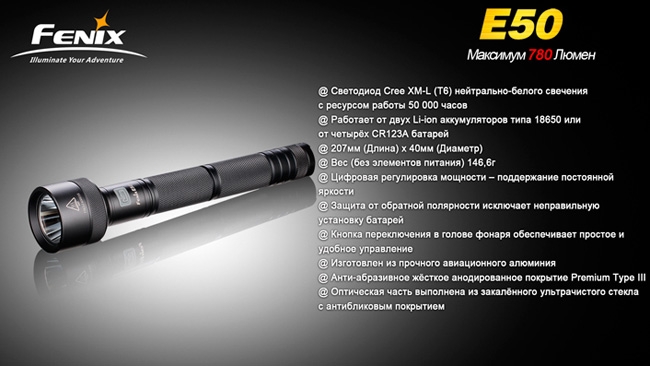 FENIX
Illuminate Your Adventure
E50
Максимум 780 Люмен
@ Светодиод Cree XM-L (T6) нейтрально-белого свечения
с ресурсом работы 50 000 часов
@ Работает от двух Li-ion аккумуляторов типа 18650 или
от четырёх CR123A батарей
@ 207мм (Длина) x 40мм (Диаметр)
@ Вес (без элементов питания) 146,6г
@ Цифровая регулировка мощности – поддержание постоянной
яркости
@ Защита от обратной полярности исключает неправильную
установку батарей
@ Кнопка переключения в голове фонаря обеспечивает простое и
удобное управление
@ Изготовлен из прочного авиационного алюминия
@ Анти-абразивное жёсткое анодированное покрытие Premium Type III
@ Оптическая часть выполнена из закалённого ультрачистого стекла
с антибликовым покрытием